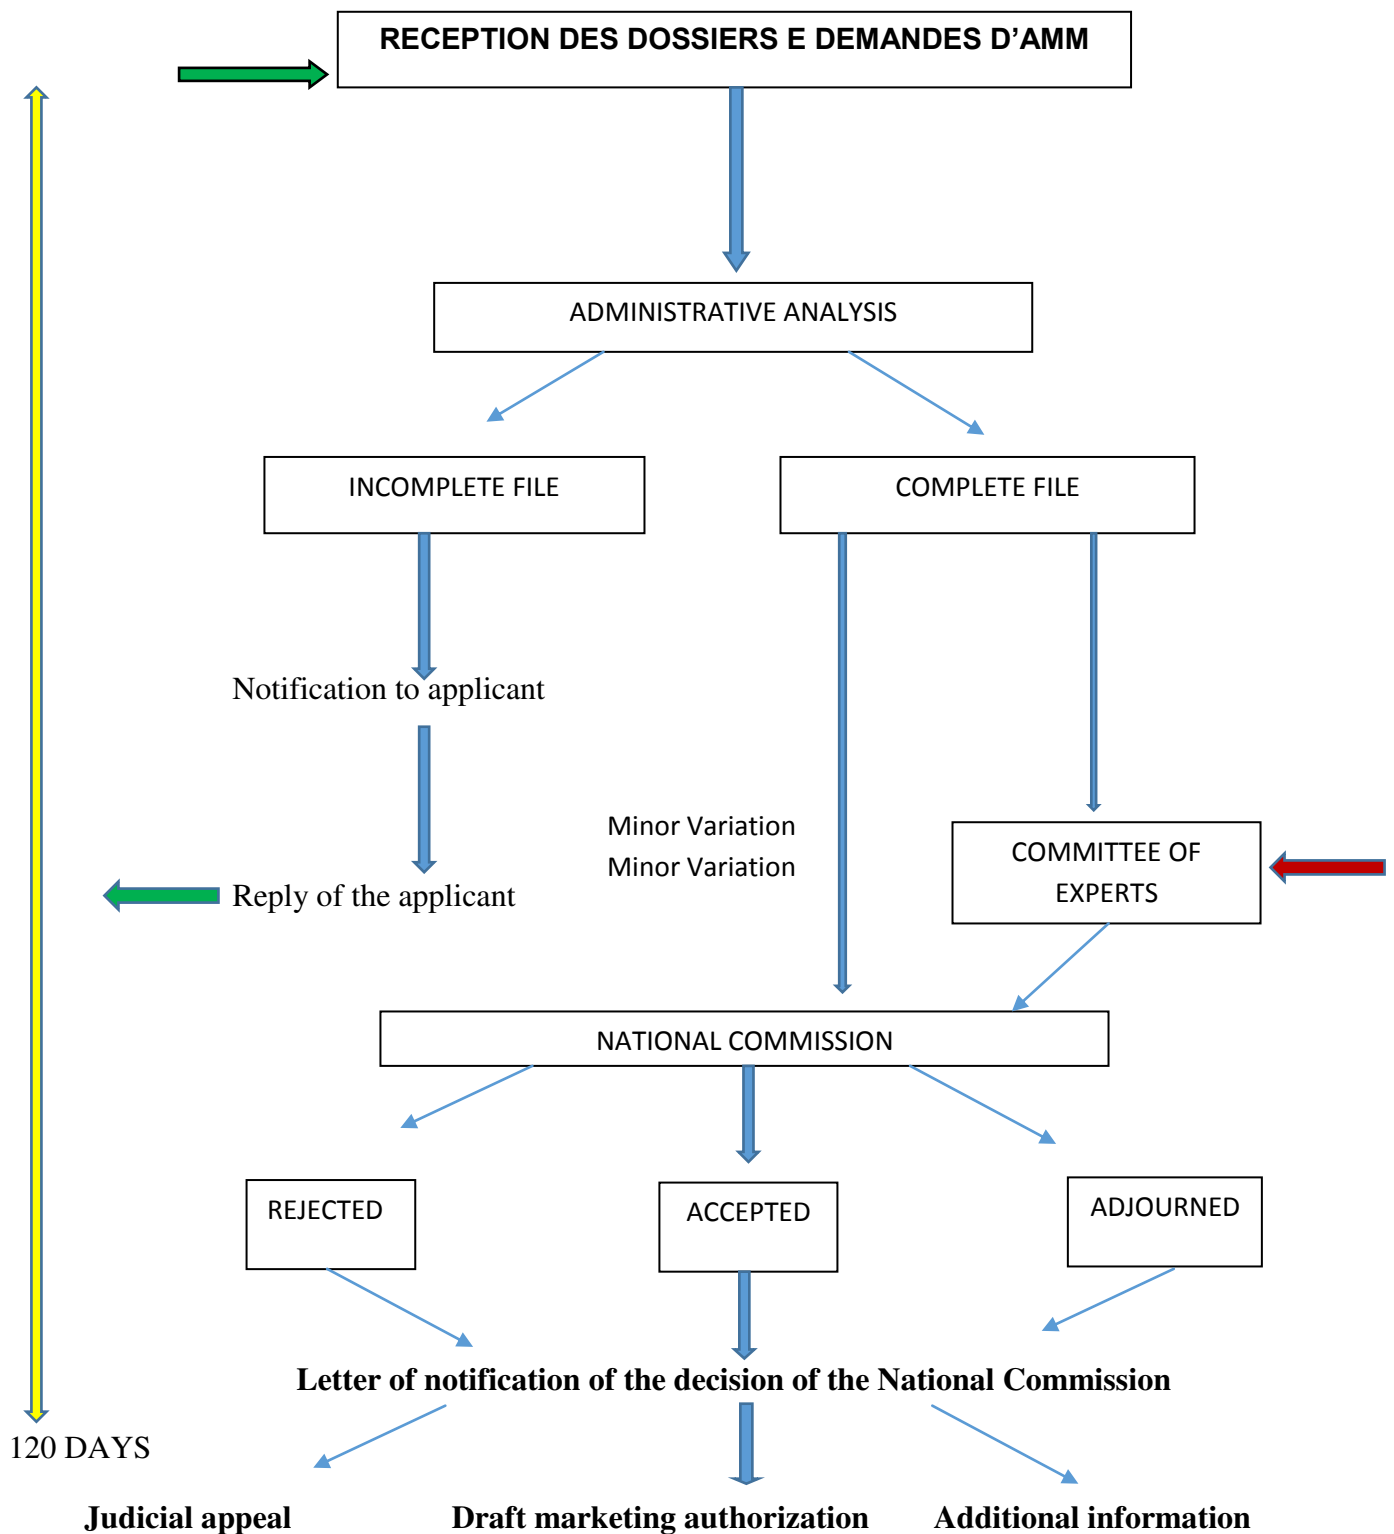 RECEPTION DES DOSSIERS E DEMANDES D’AMM
ADMINISTRATIVE ANALYSIS
INCOMPLETE FILE
COMPLETE FILE
Notification to applicant
Minor Variation
Minor Variation
COMMITTEE OF
EXPERTS
Reply of the applicant
NATIONAL COMMISSION
REJECTED
ACCEPTED
ADJOURNED
Letter of notification of the decision of the National Commission
120 DAYS
Judicial appeal
Draft marketing authorization
Additional information